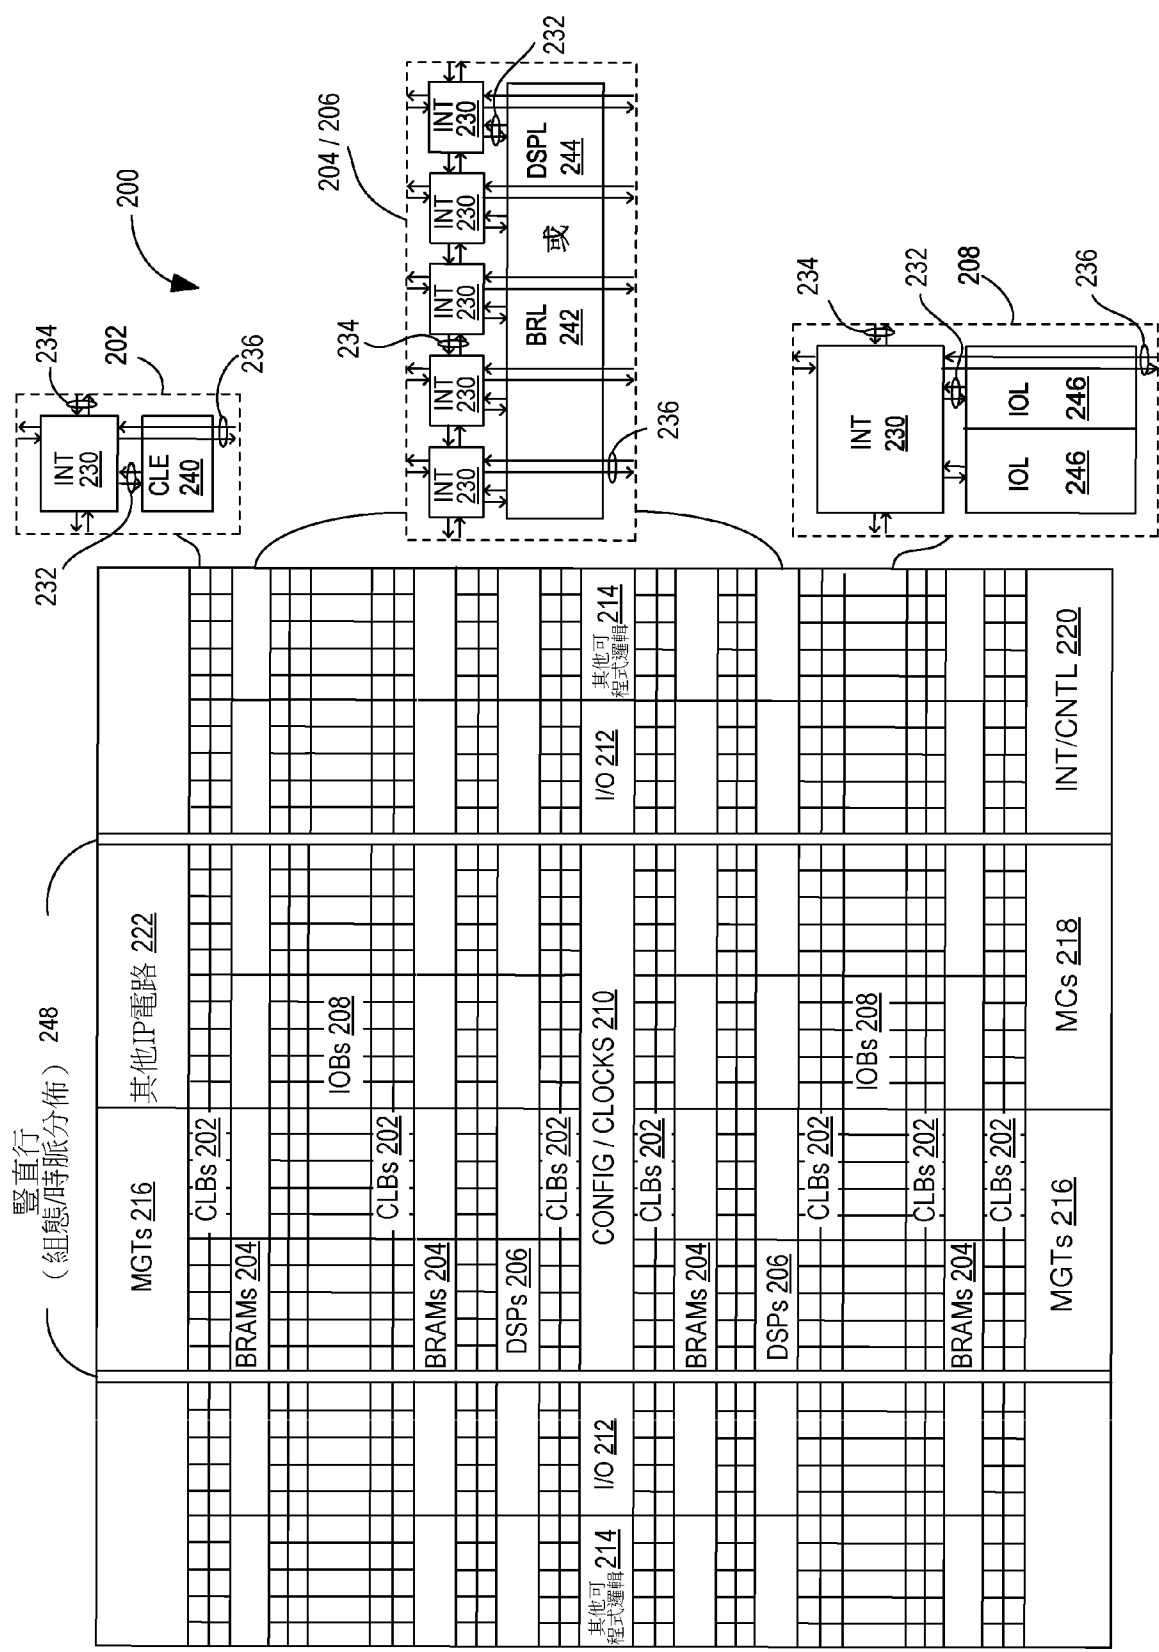 200
豎直行
（組態/時脈分佈）248
MGTs 216
其他IP電路 222
CLBs 202
BRAMs 204
IOBs 208
CLBs 202
BRAMs 204
DSPs 206
CLBs 202
其他可
程式邏輯 214
I/O 212
CONFIG / CLOCKS 210
I/O 212
其他可
程式邏輯 214
CLBs 202
BRAMs 204
DSPs 206
CLBs 202
IOBs 208
CLBs 202
BRAMs 204
CLBs 202
MGTs 216
MCs 218
INT/CNTL 220
232
INT
230
CLE
240
234
202
236
204 / 206
232
INT
230
INT
230
INT
230
INT
230
INT
230
234
BRL
242
或
DSPL
244
236
234
232
208
236
INT
230
IOL
246
IOL
246